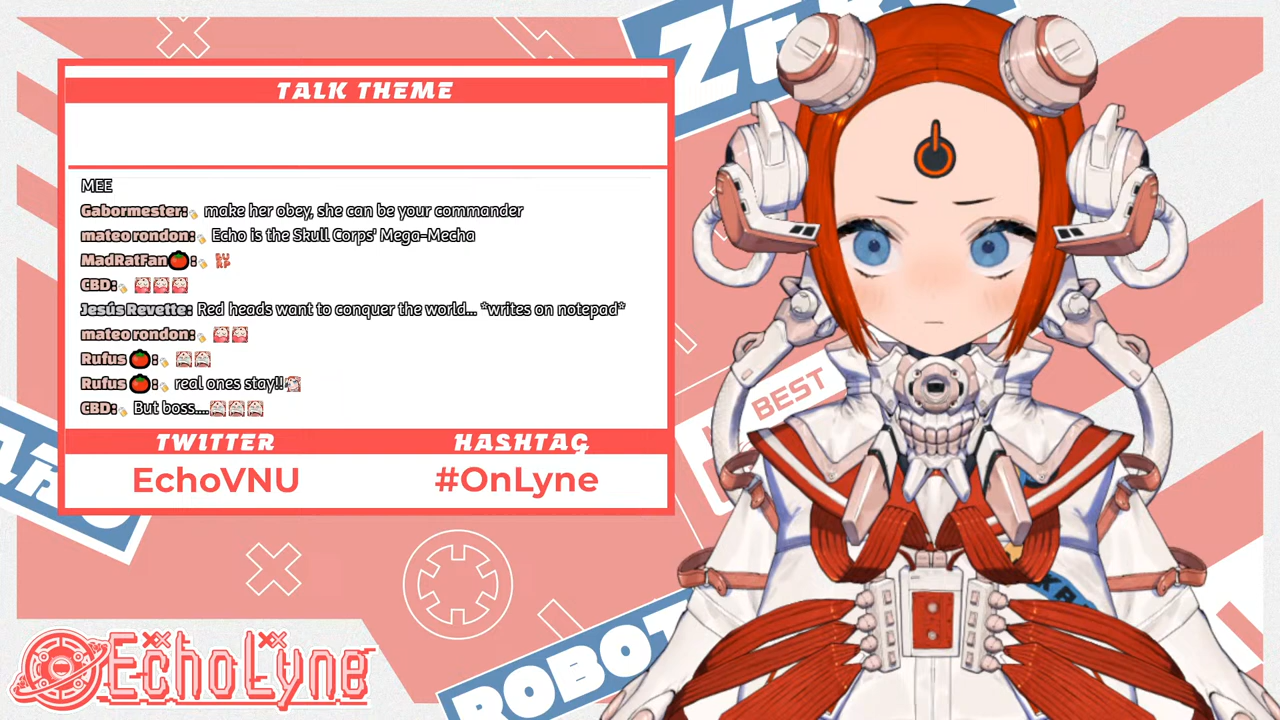 TALK THEME
MEE
Gabormester: make her obey, she can be your commander
mateo rondon: Echo is the Skull Corps' Mega-Mecha
MadRatFan🍅:
CBD:
Jesús Revette: Red heads want to conquer the world... *writes on notepad*
mateo rondon:
Rufus 🍅:
Rufus 🍅: real ones stay!!
CBD: But boss....
TWITTER
HASHTAG
EchoVNU
#OnLyne
BEST
EchoLyne